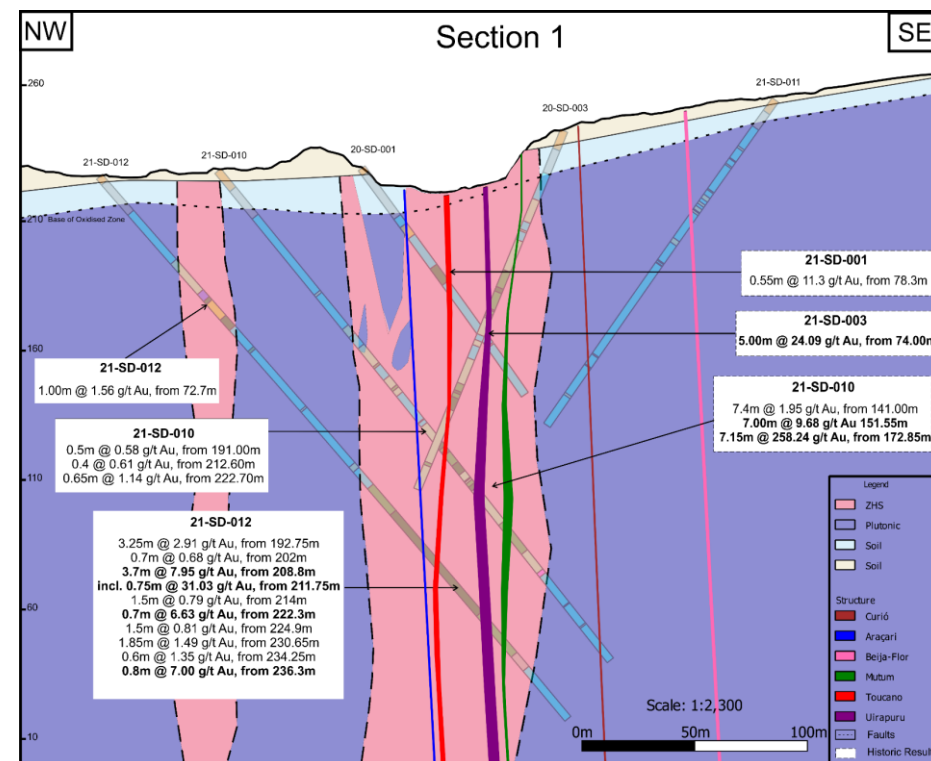 NW
Section 1
SE
260
210
160
110
60
10
21-SD-012
21-SD-010
20-SD-001
20-SD-003
21-SD-011
Base of Oxidised Zone
21-SD-001
0.55m @ 11.3 g/t Au, from 78.3m
21-SD-003
5.00m @ 24.09 g/t Au, from 74.00m
21-SD-010
7.4m @ 1.95 g/t Au, from 141.00m
7.00m @ 9.68 g/t Au 151.55m
7.15m @ 258.24 g/t Au, from 172.85m
21-SD-012
1.00m @ 1.56 g/t Au, from 72.7m
21-SD-010
0.5m @ 0.58 g/t Au, from 191.00m
0.4 @ 0.61 g/t Au, from 212.60m
0.65m @ 1.14 g/t Au, from 222.70m
21-SD-012
3.25m @ 2.91 g/t Au, from 192.75m
0.7m @ 0.68 g/t Au, from 202m
3.7m @ 7.95 g/t Au, from 208.8m
incl. 0.75m @ 31.03 g/t Au, from 211.75m
1.5m @ 0.79 g/t Au, from 214m
0.7m @ 6.63 g/t Au, from 222.3m
1.5m @ 0.81 g/t Au, from 224.9m
1.85m @ 1.49 g/t Au, from 230.65m
0.6m @ 1.35 g/t Au, from 234.25m
0.8m @ 7.00 g/t Au, from 236.3m
Legend
ZHS
Plutonic
Soil
Soil
Structure
Curió
Araçari
Beija-Flor
Mutum
Toucano
Uirapuru
Faults
Historic Result
Scale: 1:2,300
0m
50m
100m